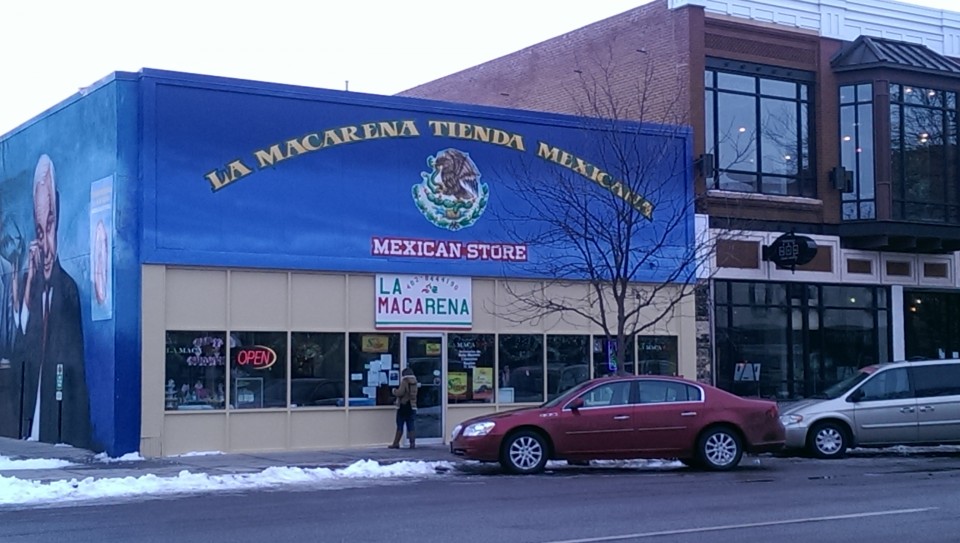 LA MACARENA TIENDA MEXICANA
MEXICAN STORE
LA
MACARENA
OPEN